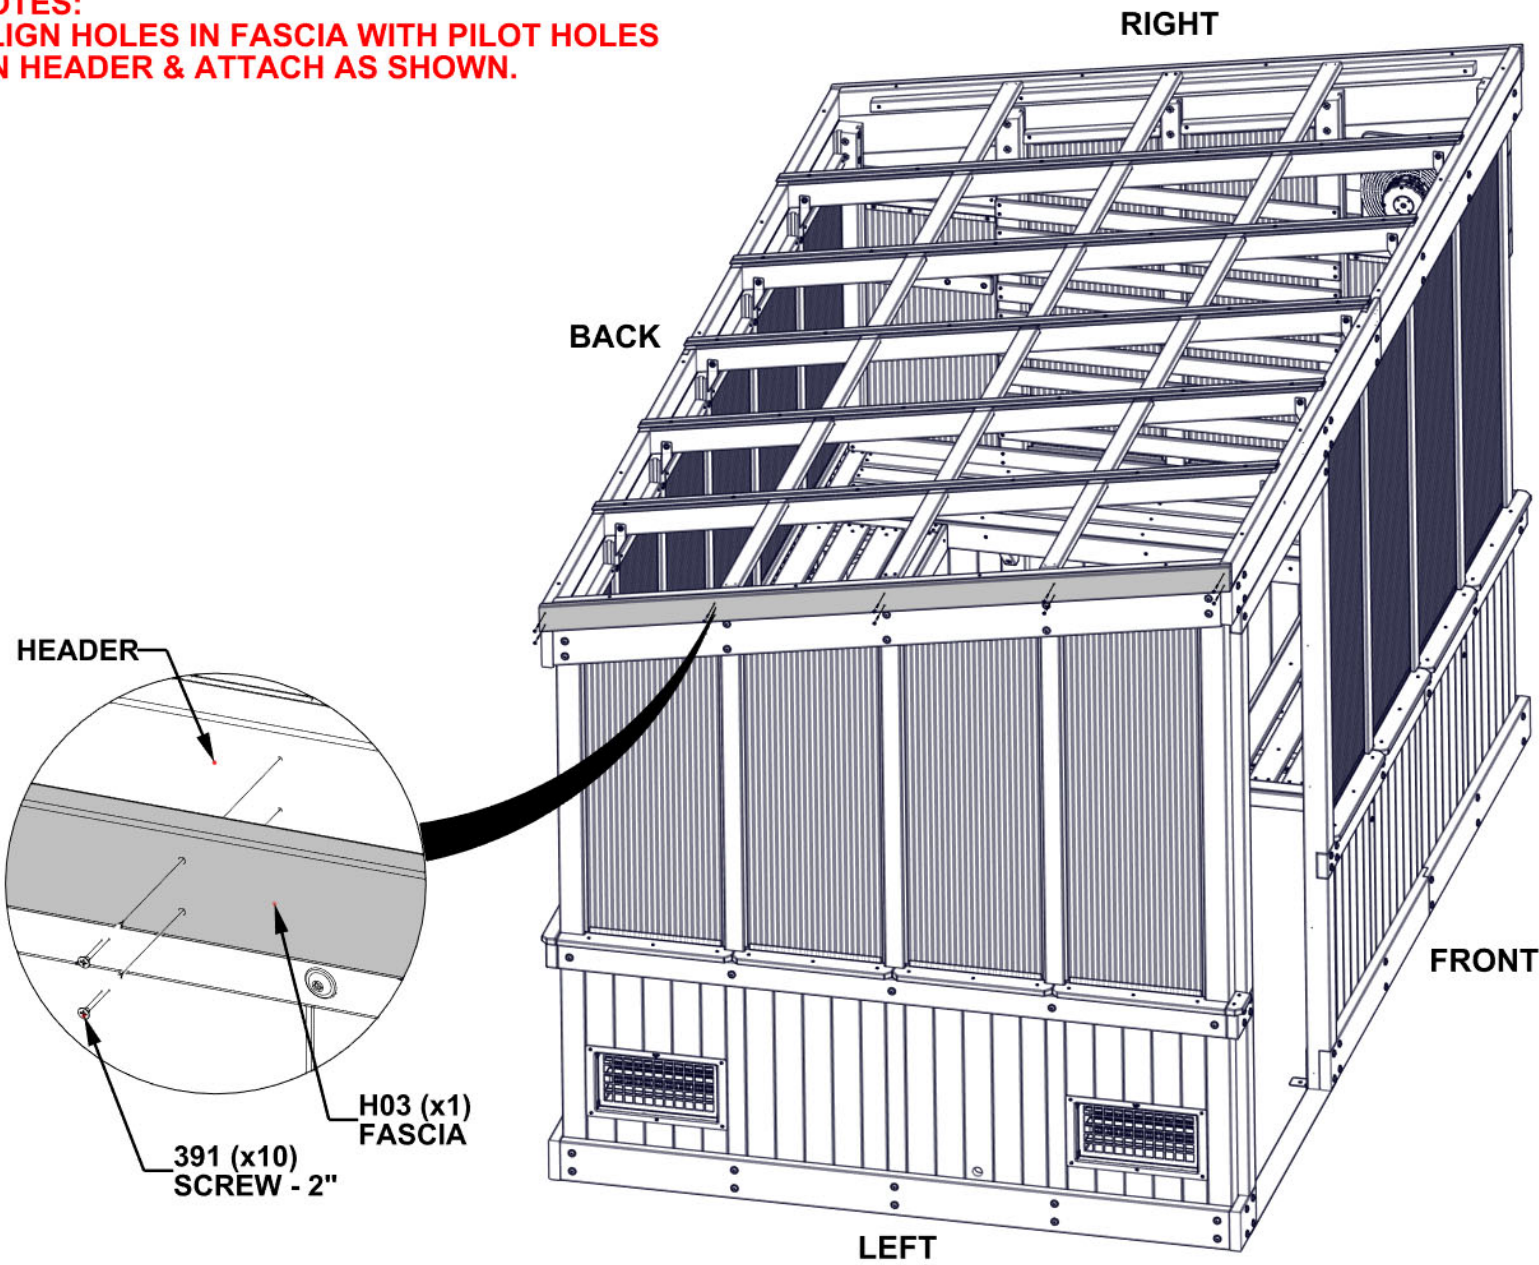 OTES:
LIGN HOLES IN FASCIA WITH PILOT HOLES
N HEADER & ATTACH AS SHOWN.
RIGHT
BACK
HEADER
FRONT
H03 (x1)
FASCIA
391 (x10)
SCREW - 2"
LEFT